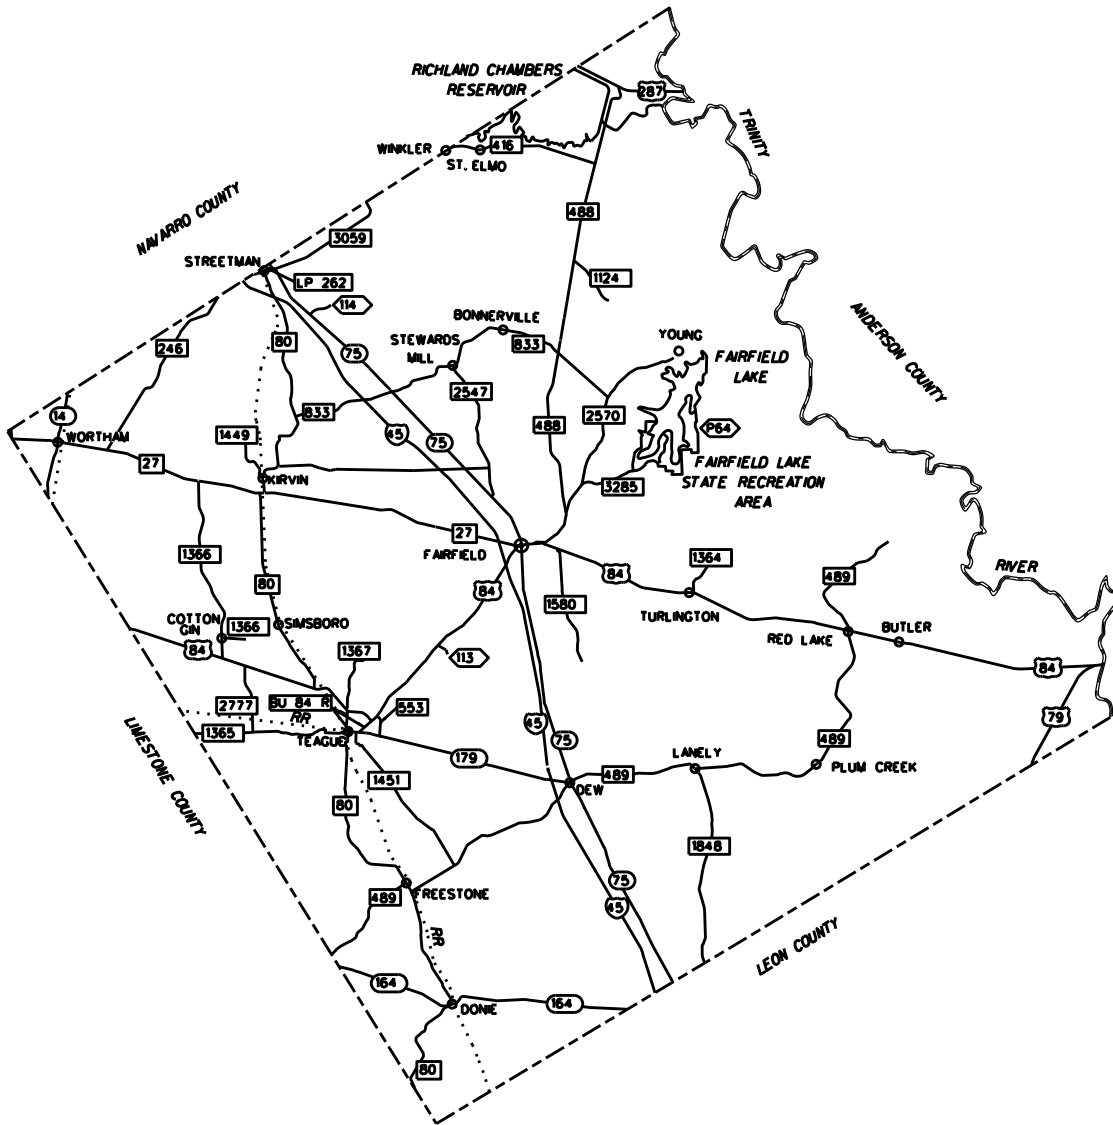 RICHLAND CHAMBERS
RESERVOIR
287
TRINITY
WINKLER
416
ST. ELMO
NAVARRO COUNTY
488
3059
STREETMAN
LP 262
1124
114
BONNERVILLE
ANDERSON COUNTY
STEWARDS
MILL
833
YOUNG
FAIRFIELD
LAKE
246
80
75
2547
833
2570
14
WORTHAM
1449
45
75
488
P64
27
KIRVIN
FAIRFIELD LAKE
STATE RECREATION
AREA
3285
27
FAIRFIELD
1366
1364
RIVER
80
84
84
489
1580
COTTON
GIN
1366
SIMSBORO
TURLINGTON
RED LAKE
BUTLER
84
1367
113
84
2777
BU 84 R
RR
553
79
LIMESTONE COUNTY
1365
TEAGUE
45
75
489
179
LANELY
PLUM CREEK
1451
489
DEW
80
1848
75
489
FREESTONE
45
RR
LEON COUNTY
164
164
DONIE
80